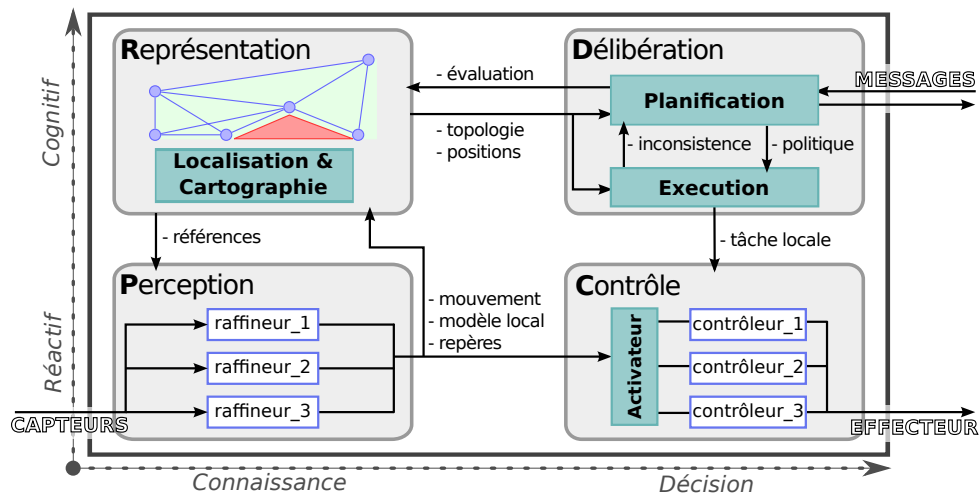 Cognitif
Réactif
Représentation
Localisation &
Cartographie
- évaluation
- topologie
- positions
Délibération
Planification
- inconsistence
- politique
Execution
MESSAGES
- références
- tâche locale
Perception
raffineur_1
raffineur_2
raffineur_3
CAPTEURS
- mouvement
- modèle local
- repères
Contrôle
Activateur
contrôleur_1
contrôleur_2
contrôleur_3
EFFECTEUR
Connaissance
Décision